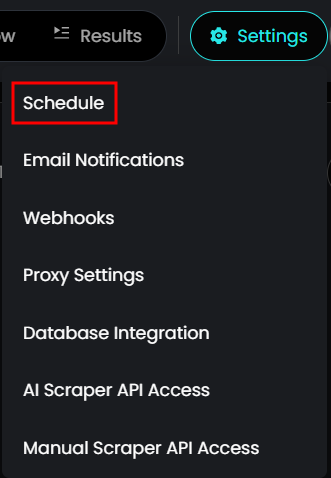 Results
Settings
Schedule
Email Notifications
Webhooks
Proxy Settings
Database Integration
AI Scraper API Access
Manual Scraper API Access